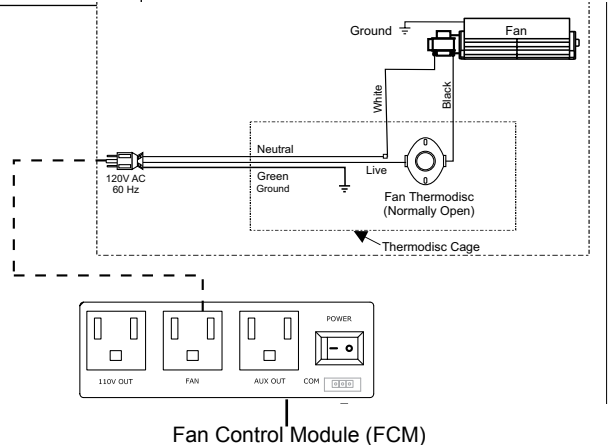 Ground
Fan
White
Black
Neutral
Live
Green
Ground
120V AC
60 Hz
Fan Thermodisc
(Normally Open)
Thermodisc Cage
POWER
110V OUT
FAN
AUX OUT
COM
Fan Control Module (FCM)